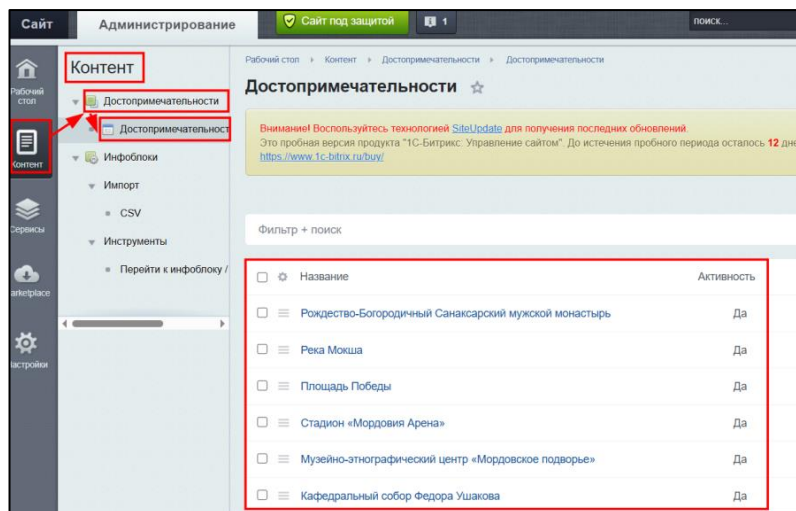 Сайт
Администрирование
Сайт под защитой
1
поиск...
Рабочий стол
Контент
Сервисы
arketplace
астройки
Контент
Достопримечательности
Достопримечательност
Инфоблоки
Импорт
CSV
Инструменты
Перейти к инфоблоку /
Рабочий стол
Контент
Достопримечательности
Достопримечательности
Достопримечательности
Внимание! Воспользуйтесь технологией SiteUpdate для получения последних обновлений.
Это пробная версия продукта "1С-Битрикс: Управление сайтом". До истечения пробного периода осталось 12 дне
https://www.1c-bitrix.ru/buy/
Фильтр + поиск
Название Активность
Рождество-Богородичный Санаксарский мужской монастырь Да
Река Мокша Да
Площадь Победы Да
Стадион «Мордовия Арена» Да
Музейно-этнографический центр «Мордовское подворье» Да
Кафедральный собор Федора Ушакова Да